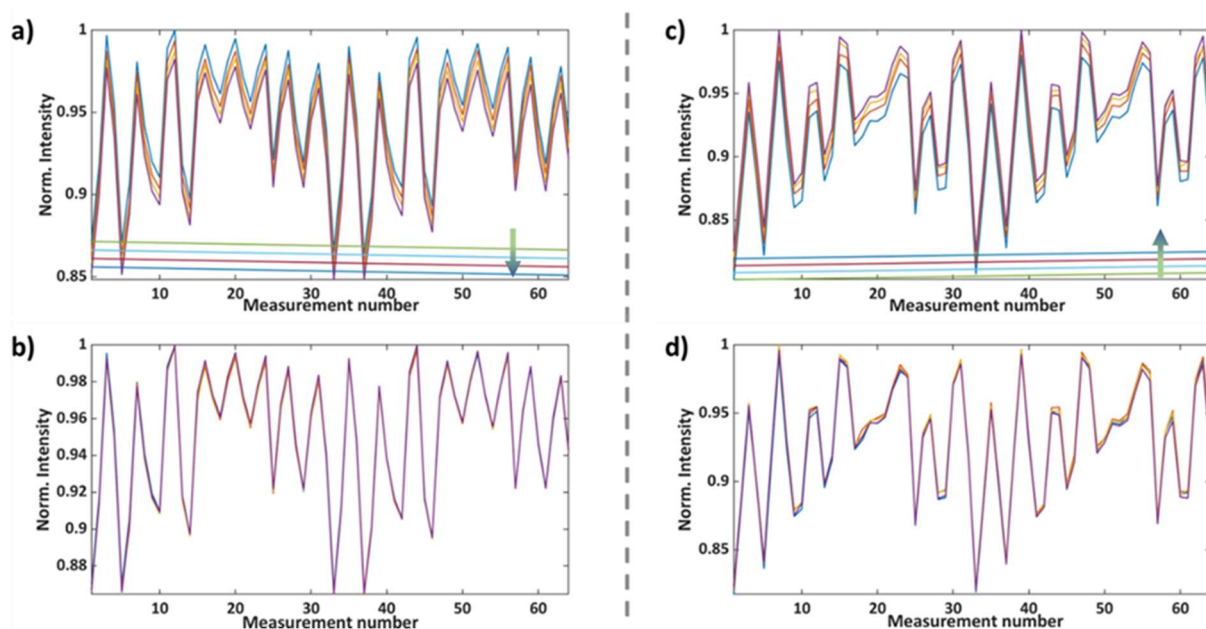 a)
Norm. Intensity
1
0.95
0.9
0.85
10 20 30 40 50 60
Measurement number
c)
Norm. Intensity
1
0.95
0.9
0.85
10 20 30 40 50 60
Measurement number
b)
Norm. Intensity
1
0.98
0.96
0.94
0.92
0.9
0.88
10 20 30 40 50 60
Measurement number
d)
Norm. Intensity
1
0.95
0.9
0.85
10 20 30 40 50 60
Measurement number